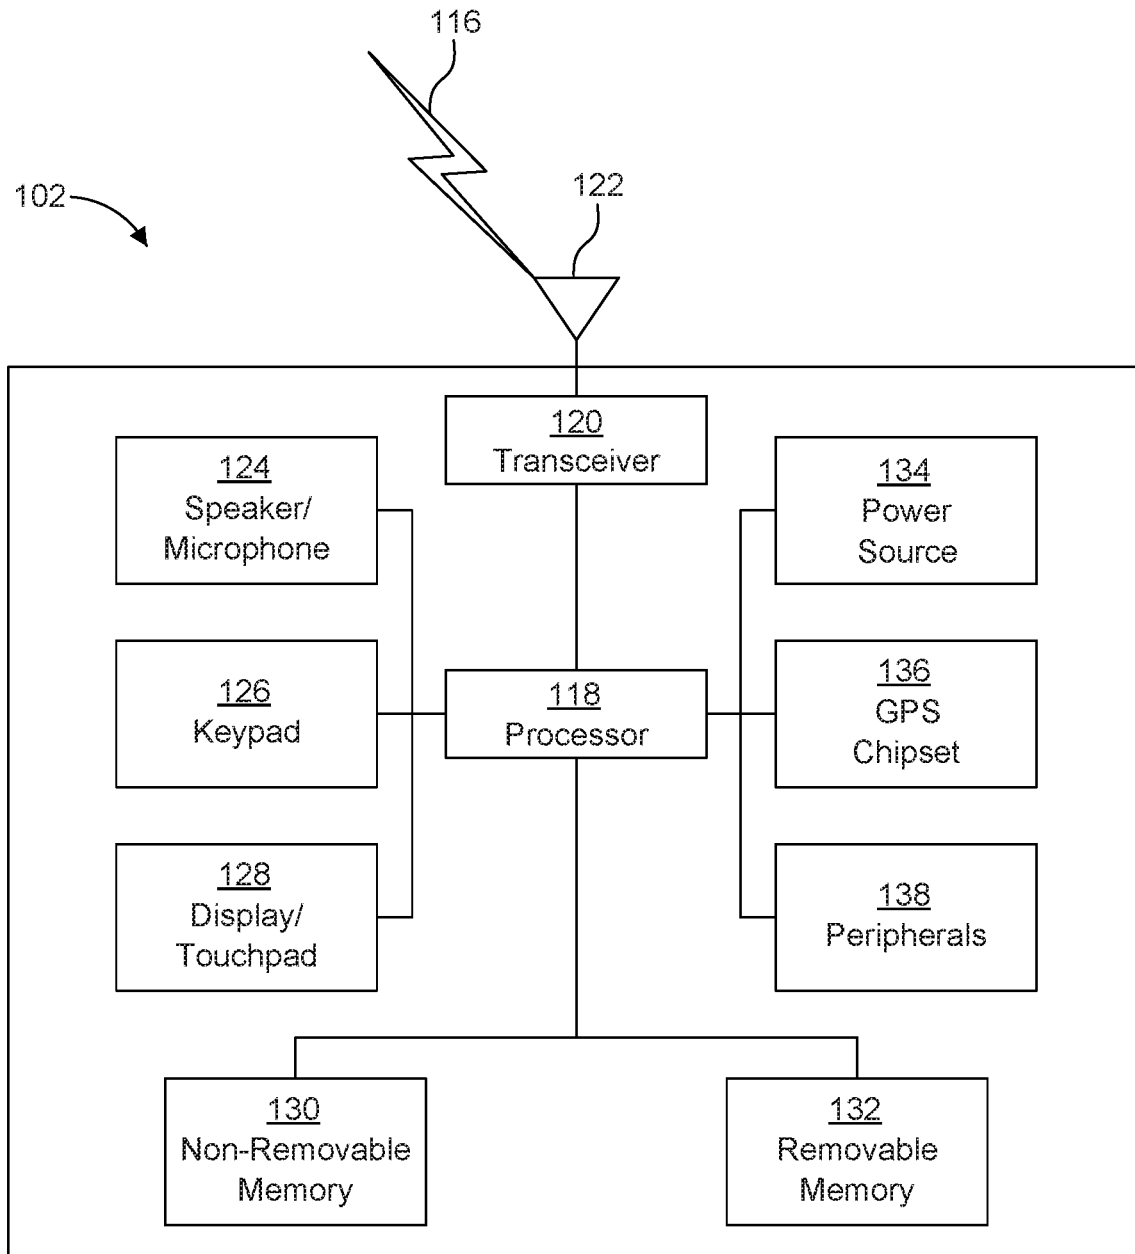 116
122
102
120
Transceiver
124
Speaker/
Microphone
134
Power
Source
126
Keypad
118
Processor
136
GPS
Chipset
128
Display/
Touchpad
138
Peripherals
130
Non-Removable
Memory
132
Removable
Memory